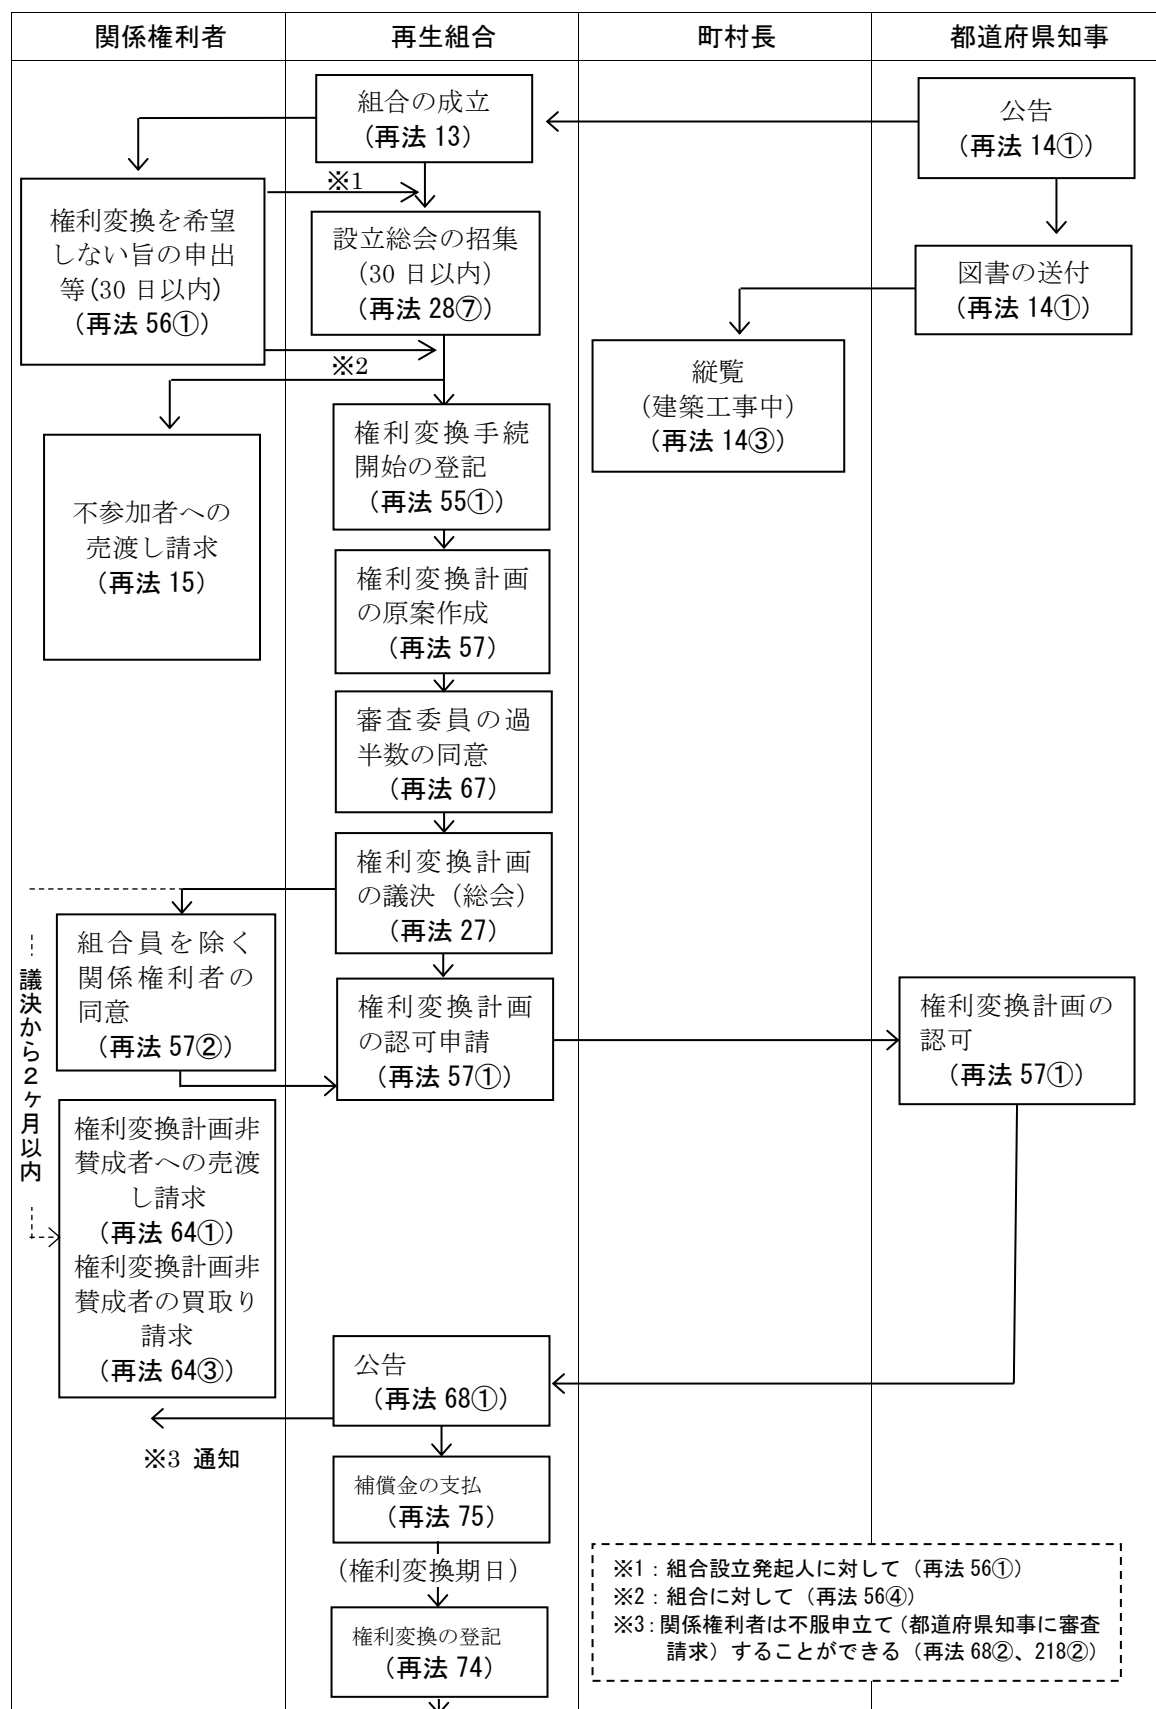 関係権利者
再生組合
町村長
都道府県知事
組合の成立
（再法 13）
公告
（再法 14①）
※1
権利変換を希望
しない旨の申出
等(30 日以内)
（再法 56①）
設立総会の招集
(30 日以内)
（再法 28⑦）
図書の送付
（再法 14①）
※2
縦覧
（建築工事中）
（再法 14③）
権利変換手続
開始の登記
（再法 55①）
不参加者への
売渡し請求
（再法 15）
権利変換計画
の原案作成
（再法 57）
審査委員の過
半数の同意
（再法 67）
権利変換計画
の議決（総会）
（再法 27）
組合員を除く
関係権利者の
同意
（再法 57②）
権利変換計画
の認可申請
（再法 57①）
権利変換計画の
認可
（再法 57①）
議決から２ヶ月以内
権利変換計画非
賛成者への売渡
し請求
（再法 64①）
権利変換計画非
賛成者の買取り
請求
（再法 64③）
公告
（再法 68①）
※3 通知
補償金の支払
（再法 75）
（権利変換期日）
権利変換の登記
（再法 74）
※1：組合設立発起人に対して（再法 56①）
※2：組合に対して（再法 56④）
※3：関係権利者は不服申立て（都道府県知事に審査
請求）することができる（再法 68②、218②）